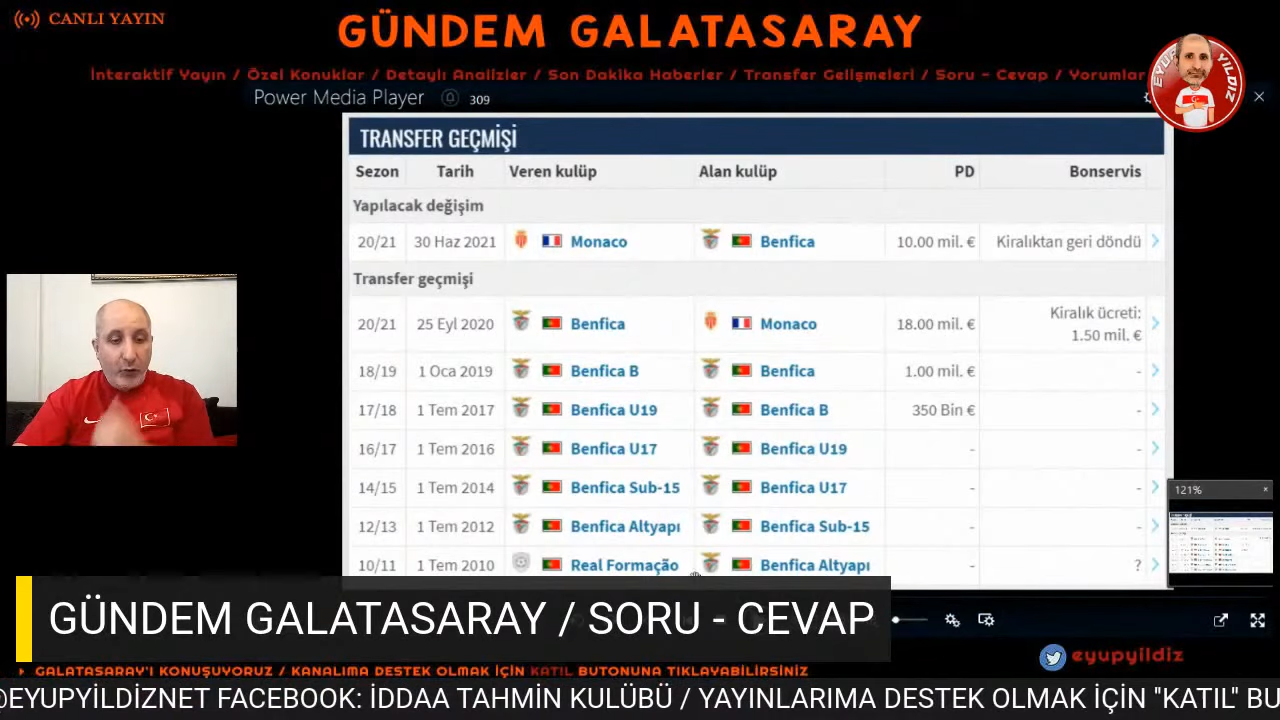 CANLI YAYIN
GÜNDEM GALATASARAY
İnteraktif Yayın / Özel Konuklar / Detaylı Analizler / Son Dakika Haberler / Transfer Gelişmeleri / Soru - Cevap / Yorumlar
EYUP YILDIZ
Power Media Player 309
TRANSFER GEÇMİŞİ
Sezon Tarih Veren kulüp Alan kulüp PD Bonservis
Yapılacak değişim
20/21 30 Haz 2021 Monaco Benfica 10.00 mil. € Kiralıktan geri döndü
Transfer geçmişi
20/21 25 Eyl 2020 Benfica Monaco 18.00 mil. € Kiralık ücreti: 1.50 mil. €
18/19 1 Oca 2019 Benfica B Benfica 1.00 mil. € -
17/18 1 Tem 2017 Benfica U19 Benfica B 350 Bin € -
16/17 1 Tem 2016 Benfica U17 Benfica U19 - -
14/15 1 Tem 2014 Benfica Sub-15 Benfica U17 - -
12/13 1 Tem 2012 Benfica Altyapı Benfica Sub-15 - -
10/11 1 Tem 2010 Real Formação Benfica Altyapı - ?
121%
GÜNDEM GALATASARAY / SORU - CEVAP
eyupyildiz
GALATASARAY'I KONUŞUYORUZ / KANALIMA DESTEK OLMAK İÇİN KATIL BUTONUNA TIKLAYABİLİRSİNİZ
@EYUPYİLDİZNET FACEBOOK: İDDAA TAHMİN KULÜBÜ / YAYINLARIMA DESTEK OLMAK İÇİN "KATIL" BU